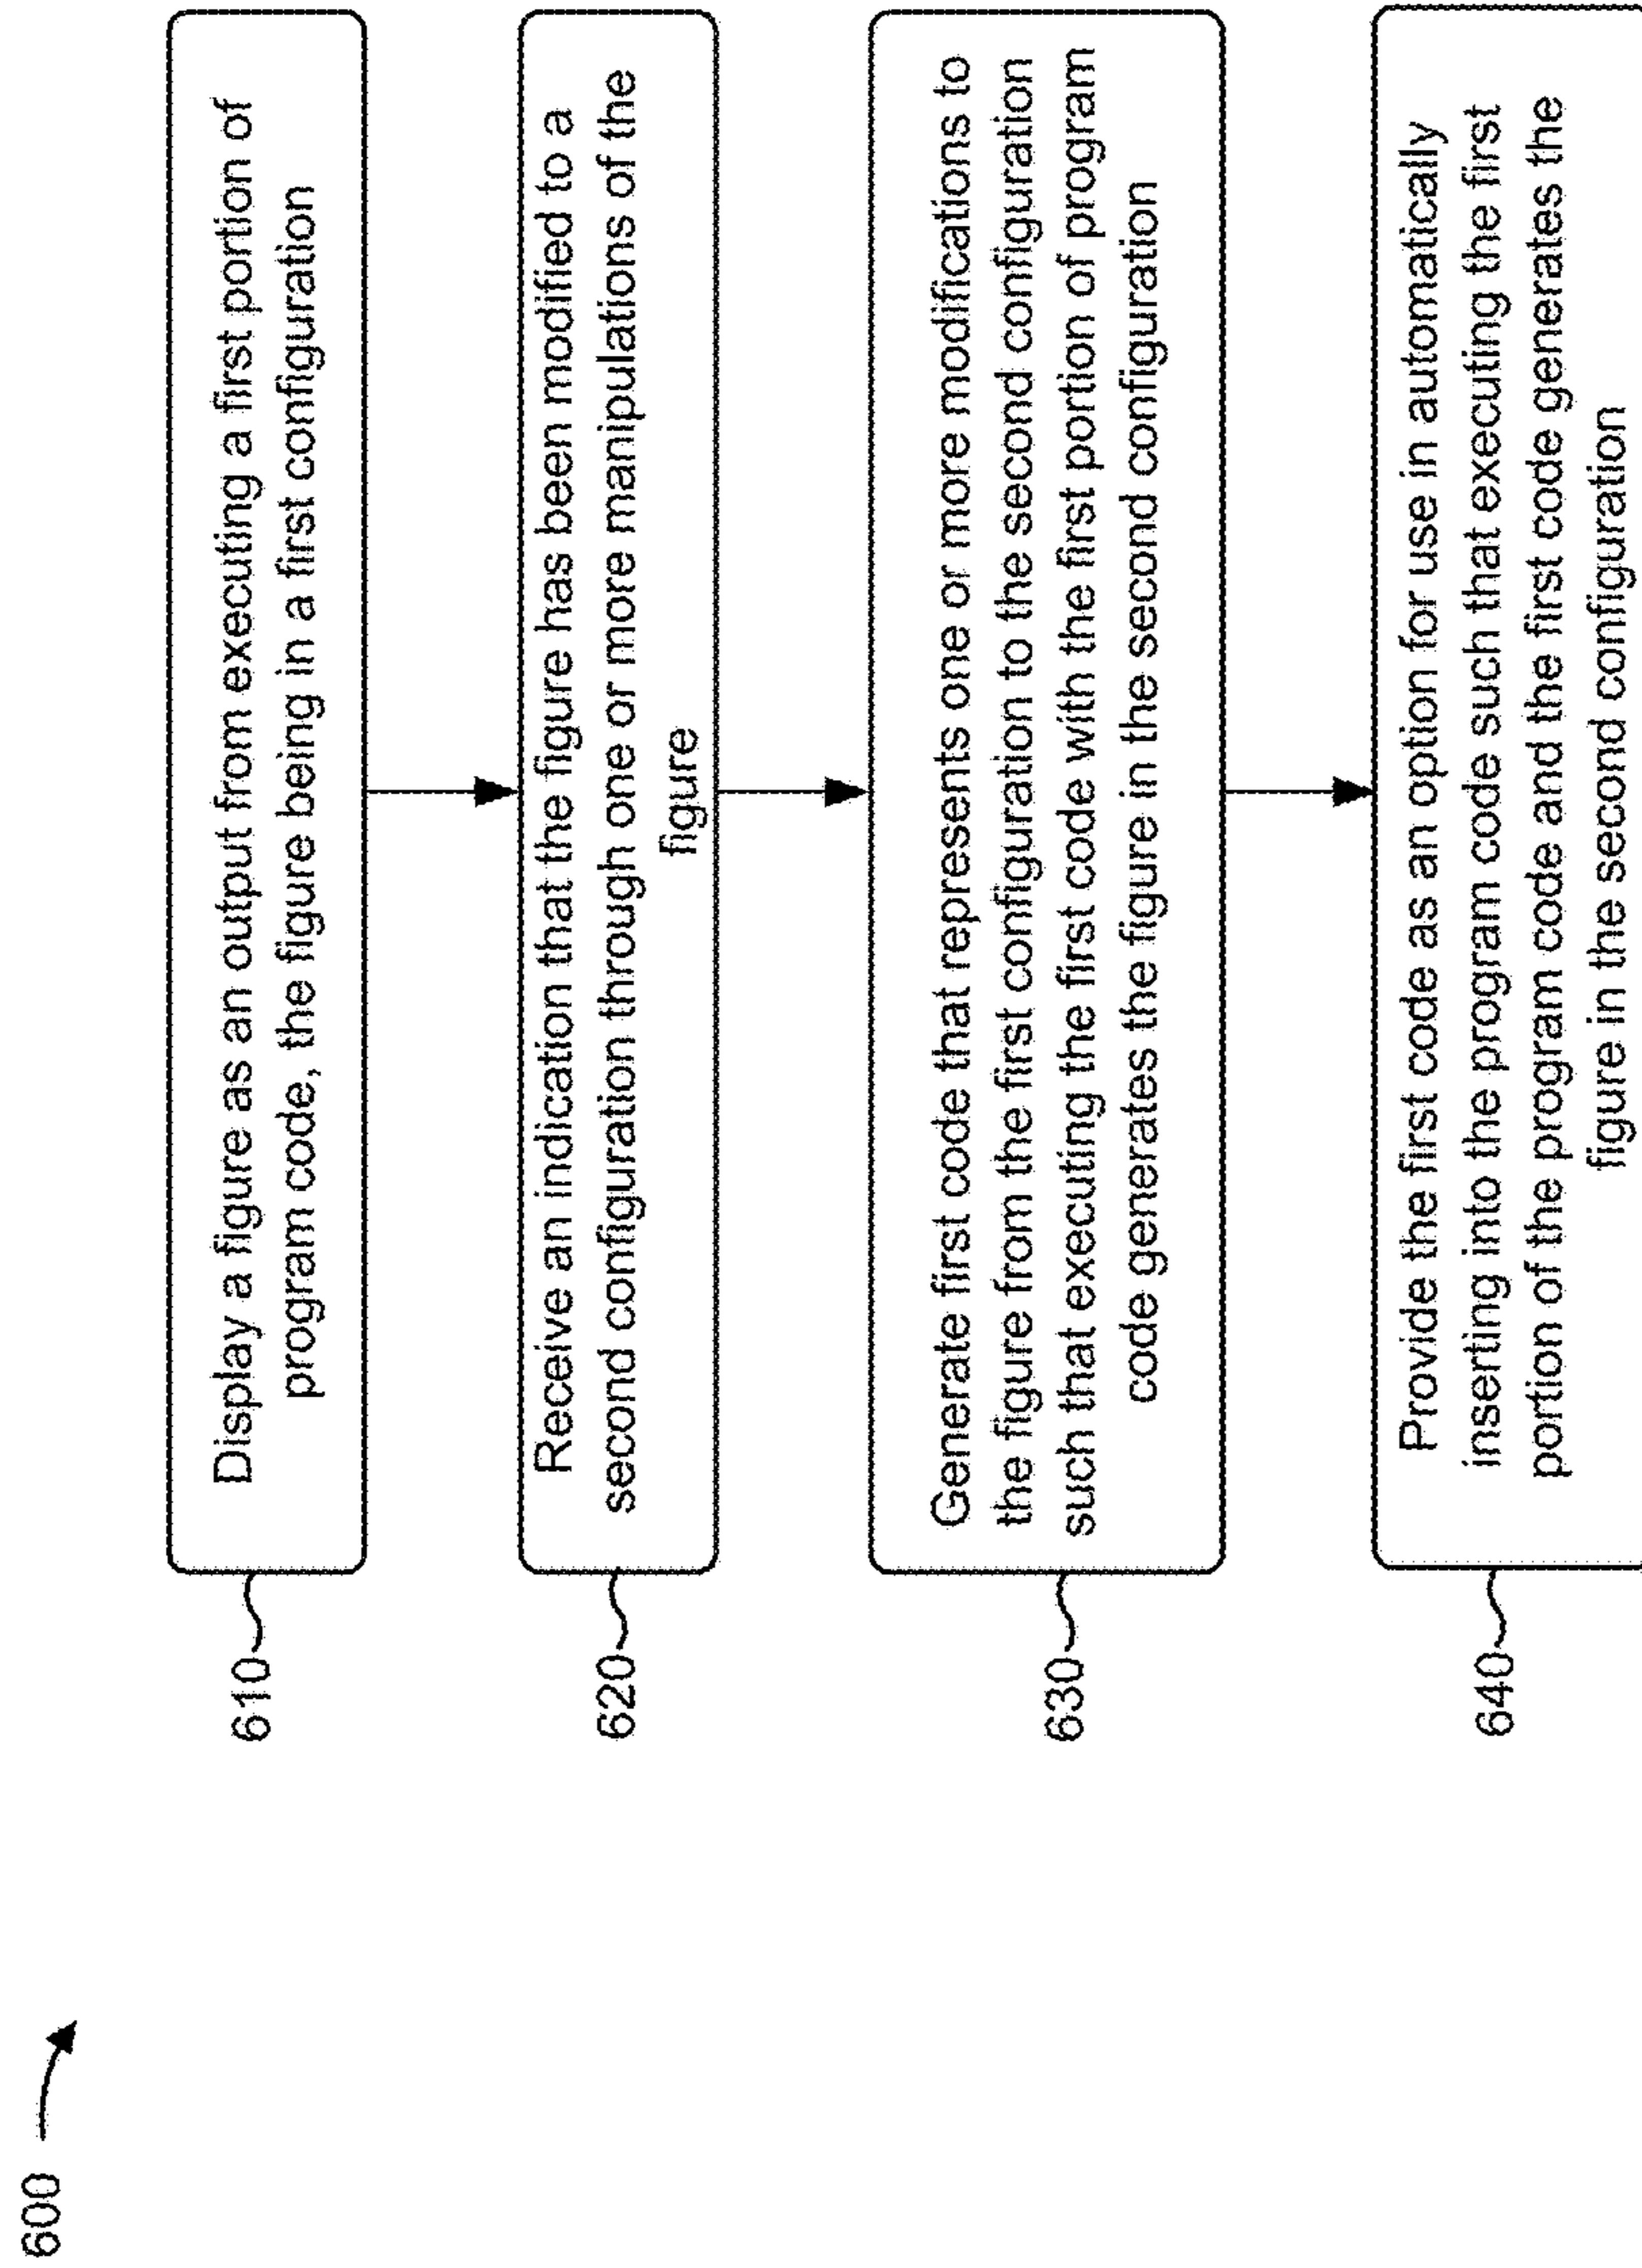 600
610
Display a figure as an output from executing a first portion of
program code, the figure being in a first configuration
620
Receive an indication that the figure has been modified to a
second configuration through one or more manipulations of the
figure
630
Generate first code that represents one or more modifications to
the figure from the first configuration to the second configuration
such that executing the first code with the first portion of program
code generates the figure in the second configuration
640
Provide the first code as an option for use in automatically
inserting into the program code such that executing the first
portion of the program code and the first code generates the
figure in the second configuration